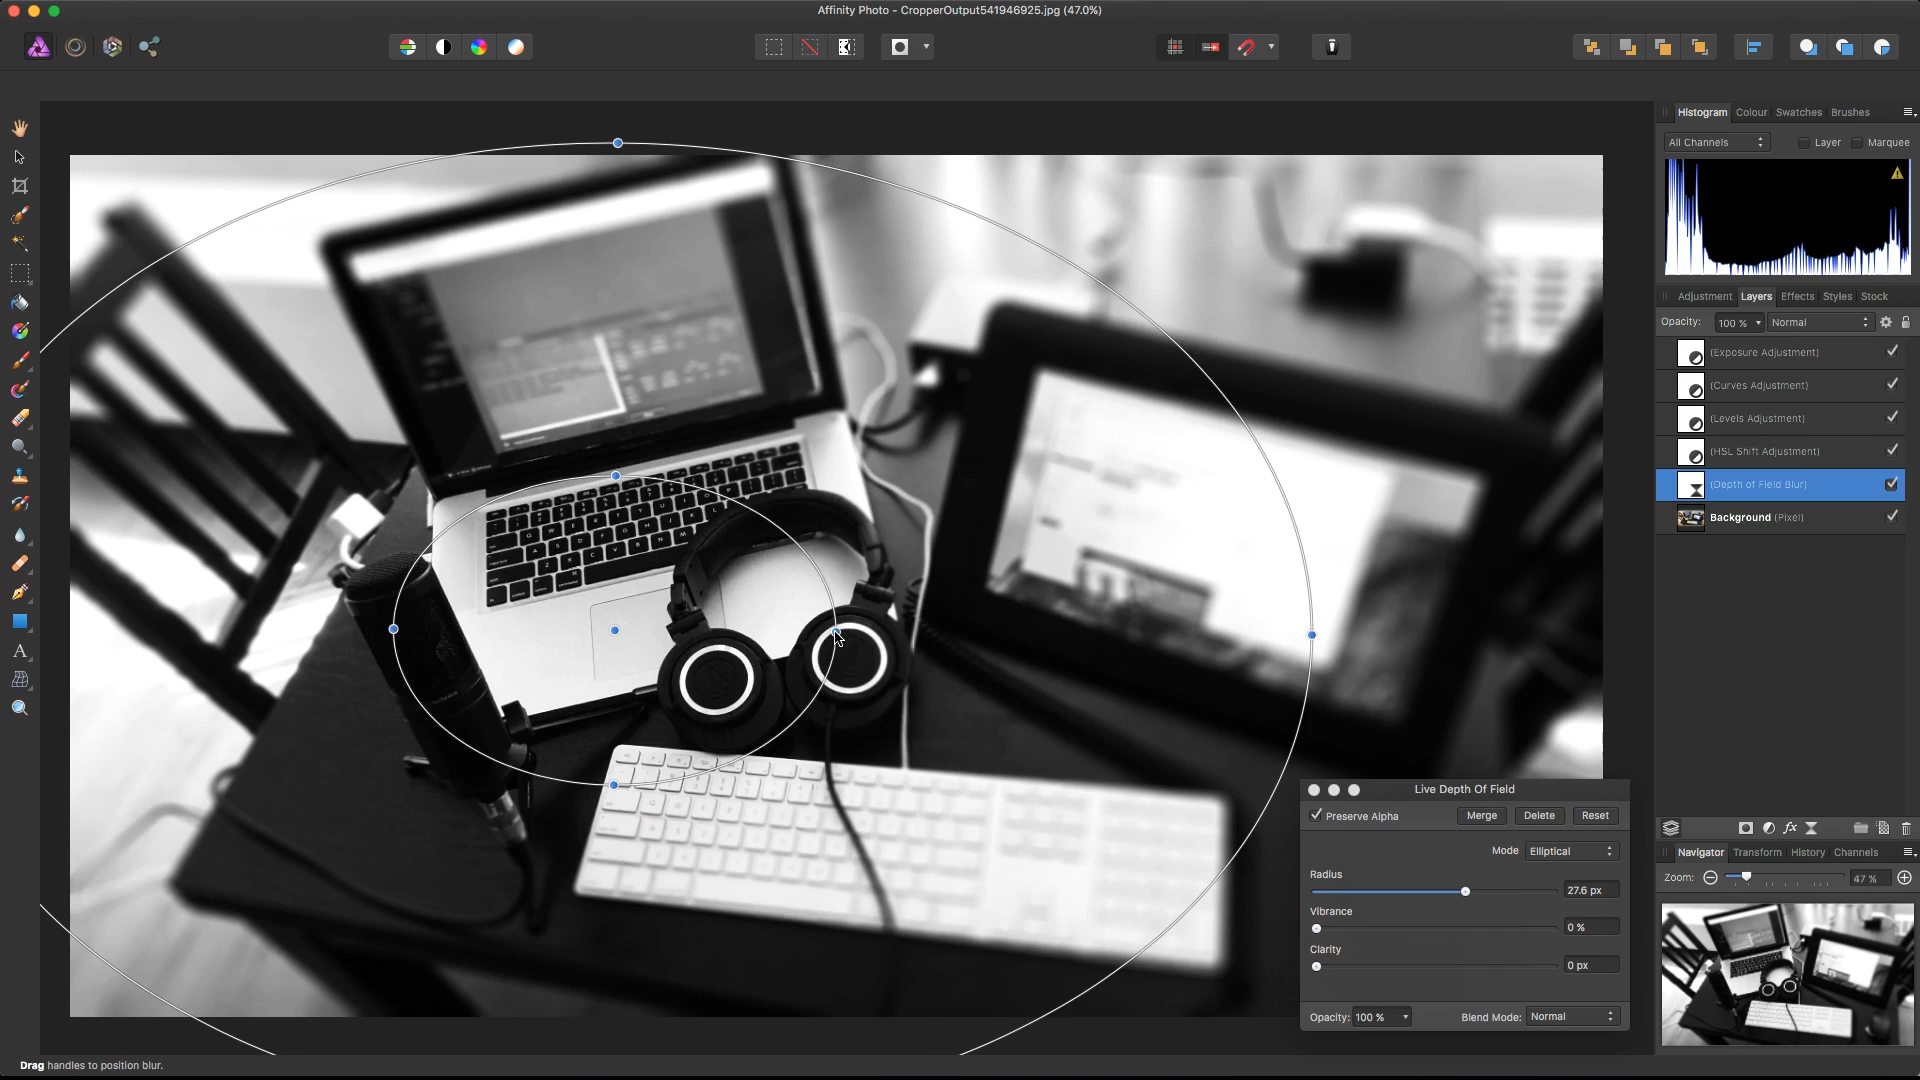 Affinity Photo - CropperOutput541946925.jpg (47.0%)
Histogram Colour Swatches Brushes
All Channels Layer Marquee
Adjustment Layers Effects Styles Stock
Opacity: 100 % Normal
(Exposure Adjustment)
(Curves Adjustment)
(Levels Adjustment)
(HSL Shift Adjustment)
(Depth of Field Blur)
Background (Pixel)
Live Depth Of Field
Preserve Alpha Merge Delete Reset
Mode Elliptical
Radius
27.6 px
Vibrance
0 %
Clarity
0 px
Opacity: 100 % Blend Mode: Normal
fx
Navigator Transform History Channels
Zoom: 47 %
A
Drag handles to position blur.